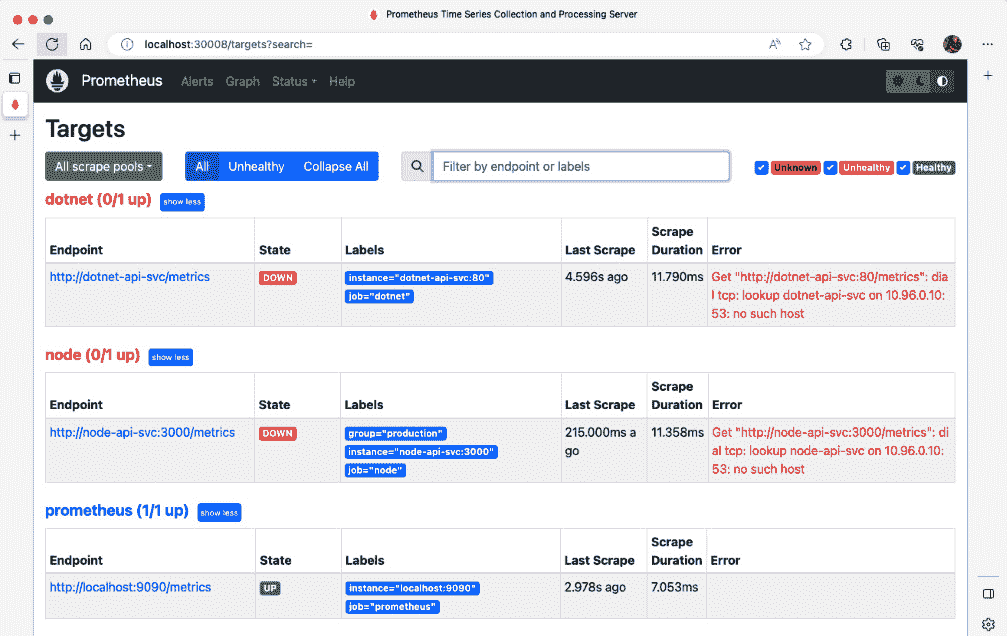 Prometheus Time Series Collection and Processing Server
localhost:30008/targets?search=
Prometheus Alerts Graph Status Help
Targets
All scrape pools All Unhealthy Collapse All Filter by endpoint or labels Unknown Unhealthy Healthy
dotnet (0/1 up) show less
Scrape
Endpoint State Labels Last Scrape Duration Error
http://dotnet-api-svc/metrics DOWN instance="dotnet-api-svc:80" 4.596s ago 11.790ms Get "http://dotnet-api-svc:80/metrics": dia
job="dotnet" l tcp: lookup dotnet-api-svc on 10.96.0.10:
53: no such host
node (0/1 up) show less
Scrape
Endpoint State Labels Last Scrape Duration Error
http://node-api-svc:3000/metrics DOWN group="production" 215.000ms a 11.358ms Get "http://node-api-svc:3000/metrics": di
instance="node-api-svc:3000" go al tcp: lookup node-api-svc on 10.96.0.10:
job="node" 53: no such host
prometheus (1/1 up) show less
Scrape
Endpoint State Labels Last Scrape Duration Error
http://localhost:9090/metrics UP instance="localhost:9090" 2.978s ago 7.053ms
job="prometheus"